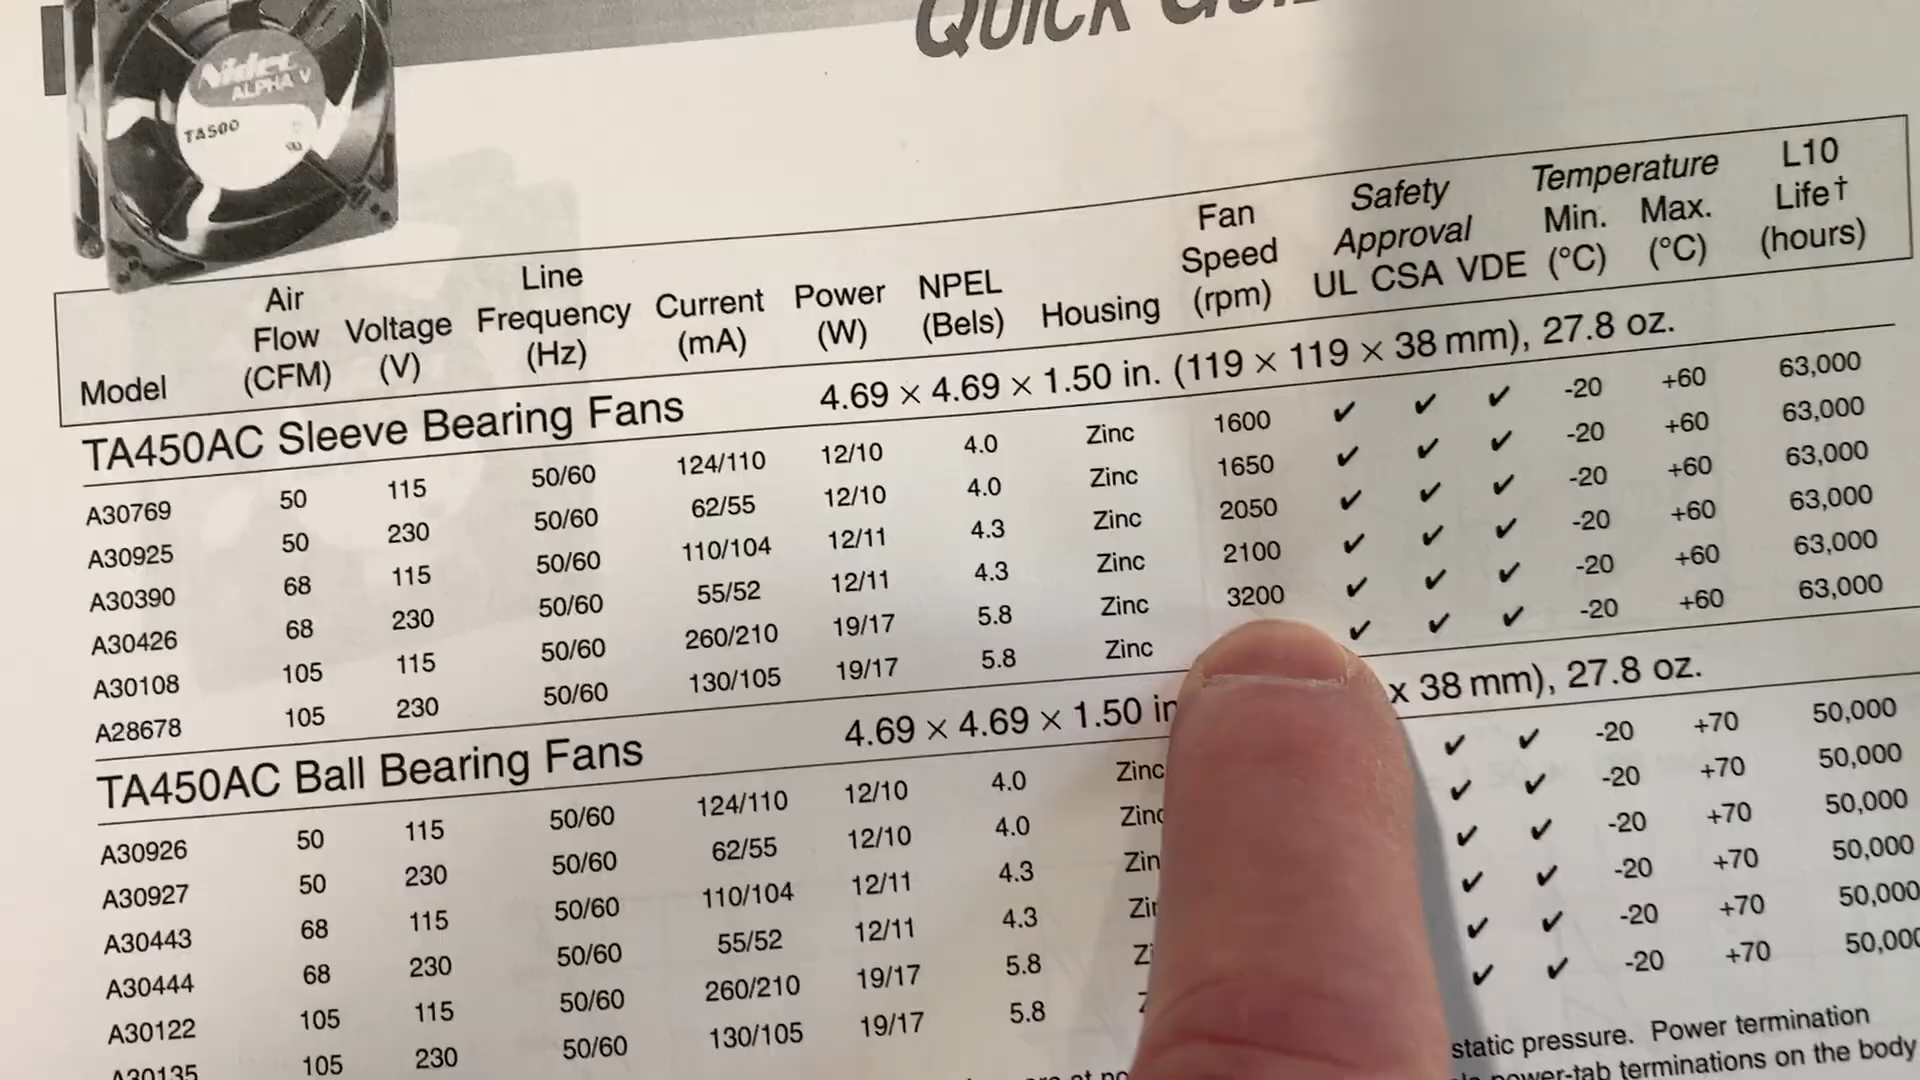 Nidec
ALPHA V
TA500
QUICK
Model Air Flow (CFM) Voltage (V) Line Frequency (Hz) Current (mA) Power (W) NPEL (Bels) Housing Fan Speed (rpm) Safety Approval UL CSA VDE Temperature Min. (°C) Max. (°C) L10 Life† (hours)
TA450AC Sleeve Bearing Fans 4.69 × 4.69 × 1.50 in. (119 × 119 × 38 mm), 27.8 oz.
A30769 50 115 50/60 124/110 12/10 4.0 Zinc 1600 ✔ ✔ ✔ -20 +60 63,000
A30925 50 230 50/60 62/55 12/10 4.0 Zinc 1650 ✔ ✔ ✔ -20 +60 63,000
A30390 68 115 50/60 110/104 12/11 4.3 Zinc 2050 ✔ ✔ ✔ -20 +60 63,000
A30426 68 230 50/60 55/52 12/11 4.3 Zinc 2100 ✔ ✔ ✔ -20 +60 63,000
A30108 105 115 50/60 260/210 19/17 5.8 Zinc 3200 ✔ ✔ ✔ -20 +60 63,000
A28678 105 230 50/60 130/105 19/17 5.8 Zinc ✔ ✔ ✔ -20 +60 63,000
TA450AC Ball Bearing Fans 4.69 × 4.69 × 1.50 in x 38 mm), 27.8 oz.
A30926 50 115 50/60 124/110 12/10 4.0 Zinc ✔ ✔ -20 +70 50,000
A30927 50 230 50/60 62/55 12/10 4.0 Zinc ✔ ✔ -20 +70 50,000
A30443 68 115 50/60 110/104 12/11 4.3 ✔ ✔ -20 +70 50,000
A30444 68 230 50/60 55/52 12/11 4.3 ✔ ✔ -20 +70 50,000
A30122 105 115 50/60 260/210 19/17 5.8 ✔ ✔ -20 +70 50,000
A30135 105 230 50/60 130/105 19/17 5.8 ✔ ✔ -20 +70 50,000
static pressure. Power termination
power-tab terminations on the body